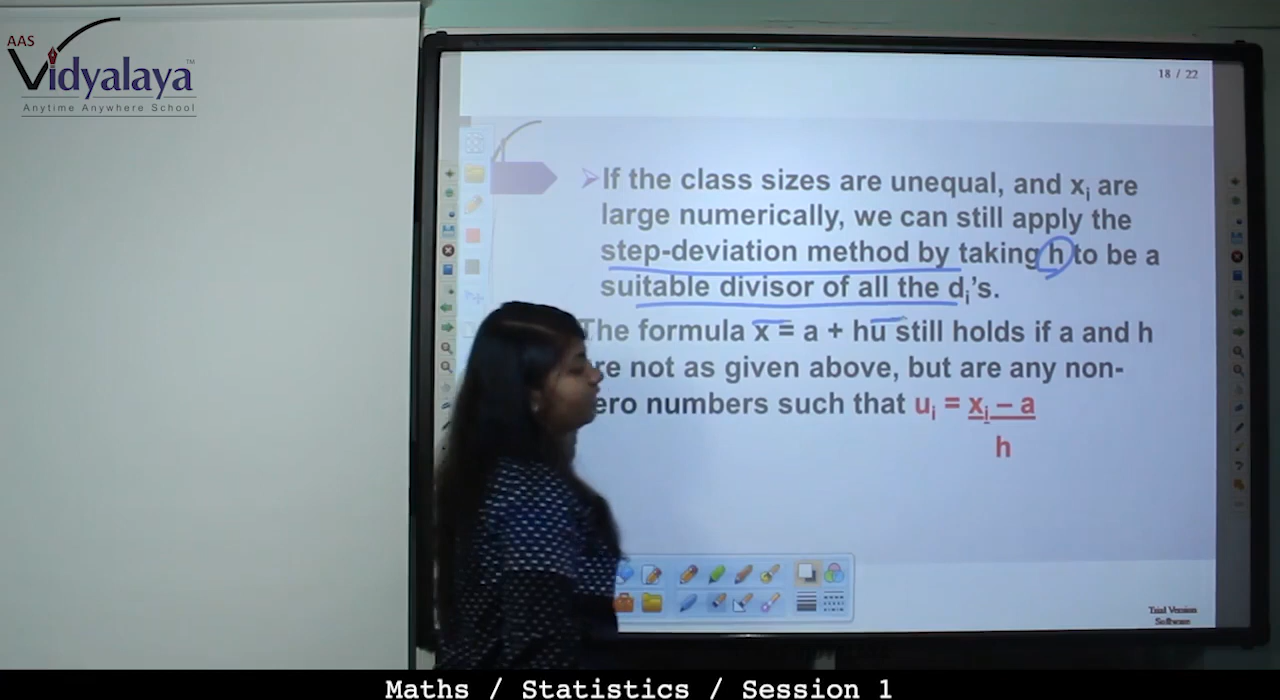 AAS
Vidyalaya
TM
Anytime Anywhere School
18 / 22
If the class sizes are unequal, and xi are
large numerically, we can still apply the
step-deviation method by taking h to be a
suitable divisor of all the di's.
The formula x̅ = a + hu̅ still holds if a and h
re not as given above, but are any non-
ero numbers such that ui = xi – a
h
Trial Version
Software
Maths / Statistics / Session 1